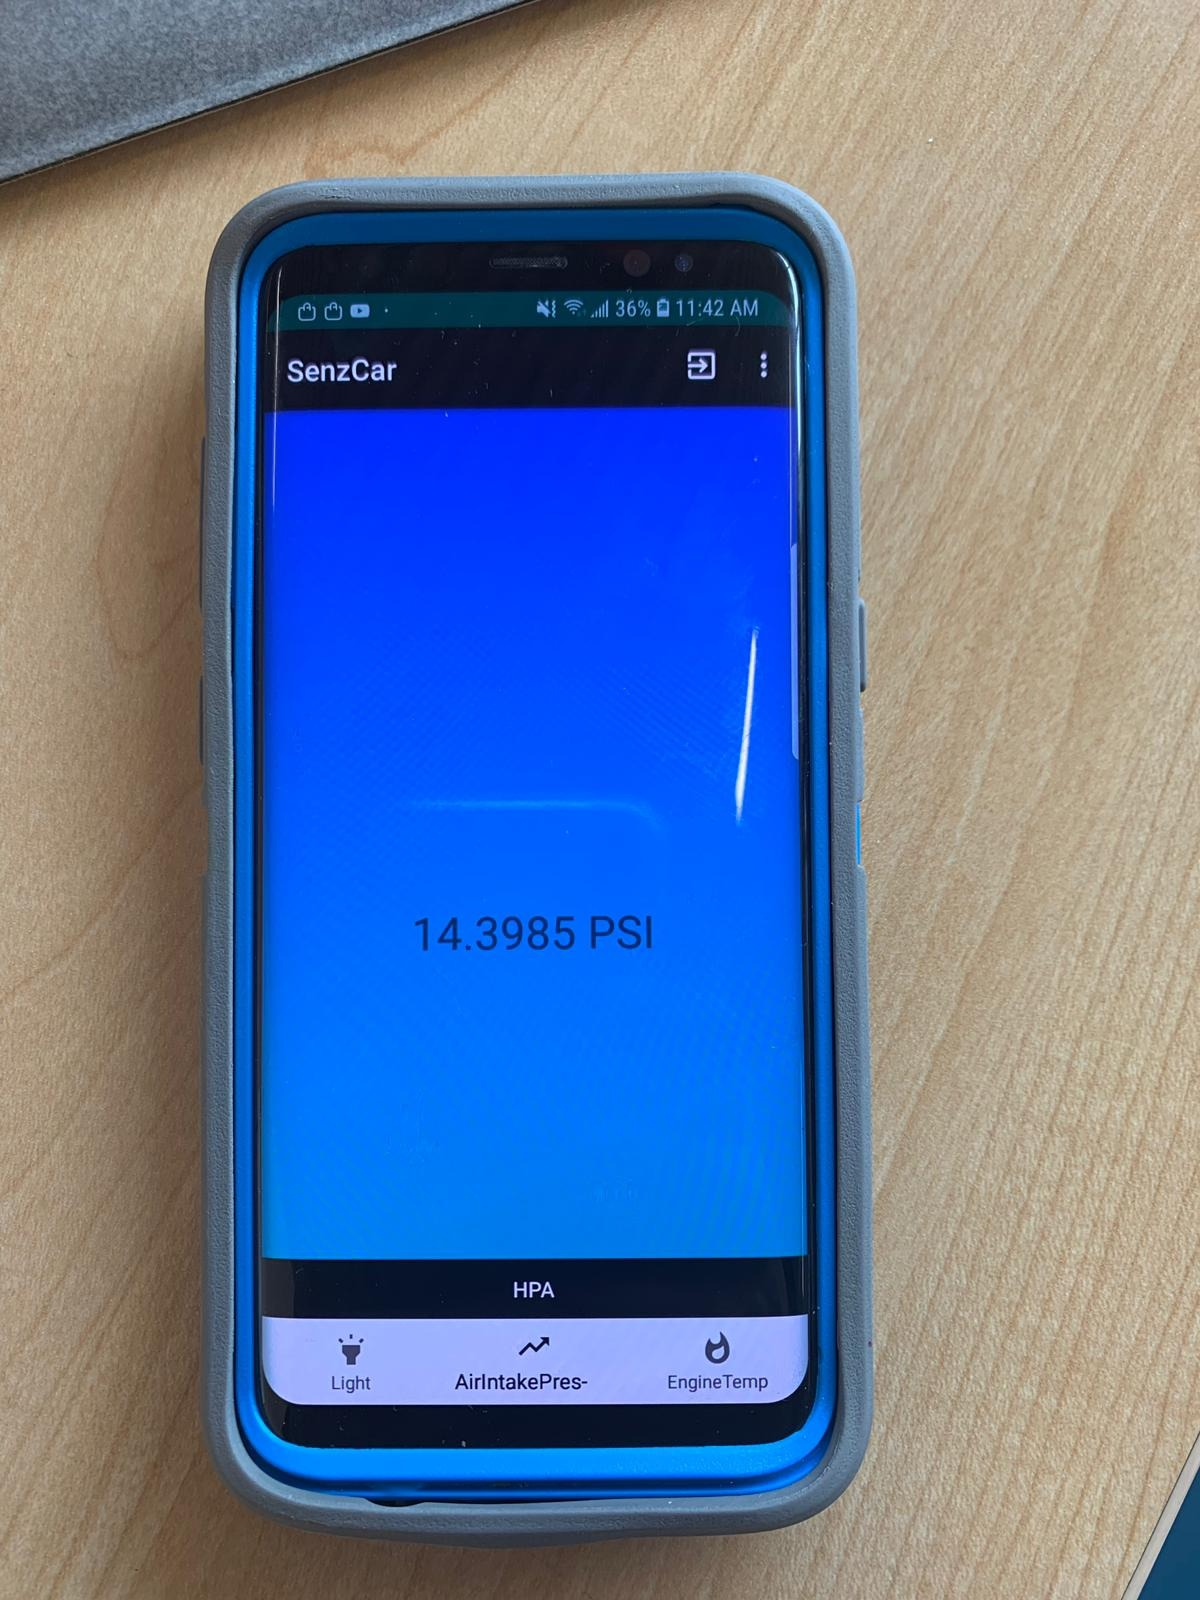 36% 11:42 AM
SenzCar
14.3985 PSI
HPA
Light AirIntakePres- EngineTemp